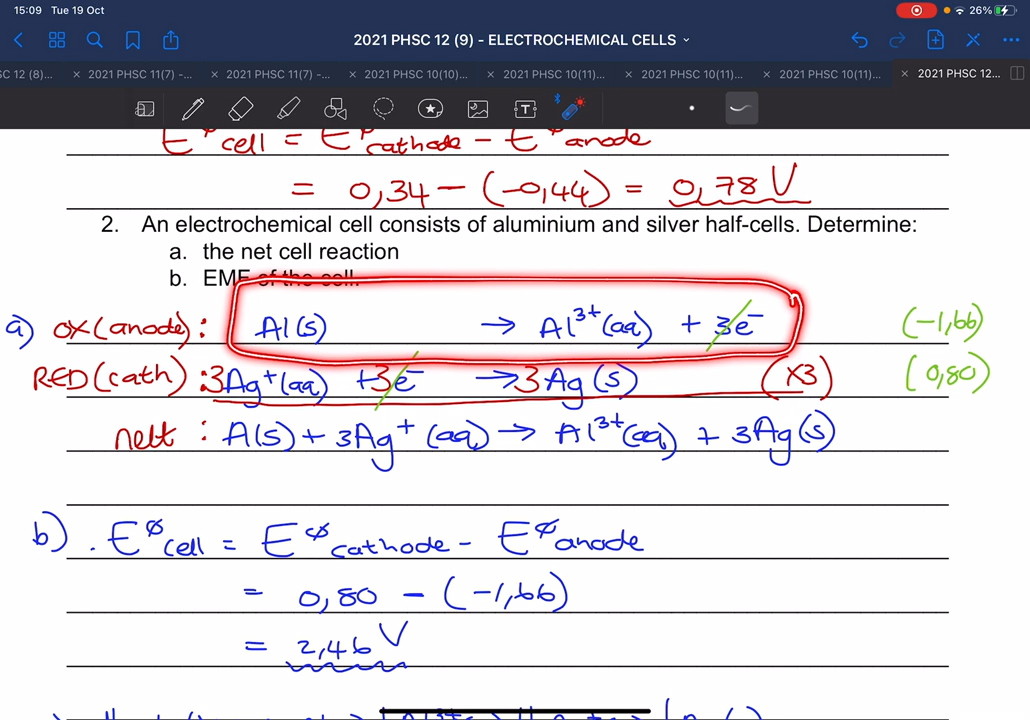 15:09 Tue 19 Oct
26%
2021 PHSC 12 (9) - ELECTROCHEMICAL CELLS
SC 12 (8)... × 2021 PHSC 11(7) -... × 2021 PHSC 11(7) -... × 2021 PHSC 10(10)... × 2021 PHSC 10(11)... × 2021 PHSC 10(11)... × 2021 PHSC 10(11)... × 2021 PHSC 12...
E°cell = E°cathode - E°anode
= 0,34 - (-0,44) = 0,78 V
2. An electrochemical cell consists of aluminium and silver half-cells. Determine:
a. the net cell reaction
b. EMF of the cell.
a) OX(anode): Al(s) → Al³⁺(aq) + 3e⁻ (-1,66)
RED(cath): 3Ag⁺(aq) +3e⁻ → 3Ag(s) (×3) (0,80)
nett : A(s) + 3Ag⁺(aq) → Al³⁺(aq) + 3Ag(s)
b) . E°cell = E°cathode - E°anode
= 0,80 - (-1,66)
= 2,46 V